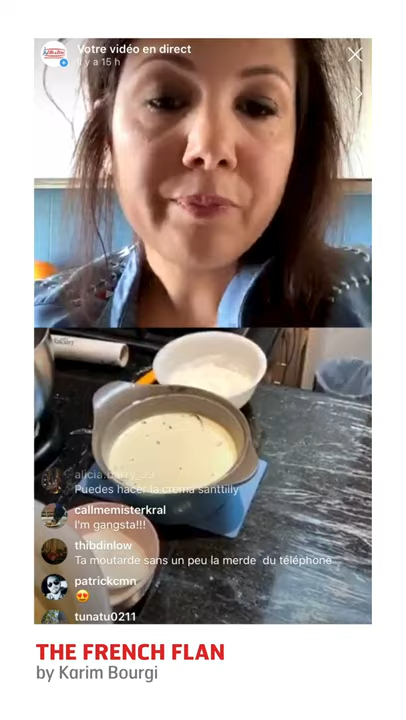 Votre vidéo en direct
Il y a 15 h
Puedes hacer la crema santtilly
callmemisterkral
I'm gangsta!!!
thibdinlow
Ta moutarde sans un peu la merde du téléphone
patrickcmn
😍
tunatu0211
THE FRENCH FLAN
by Karim Bourgi